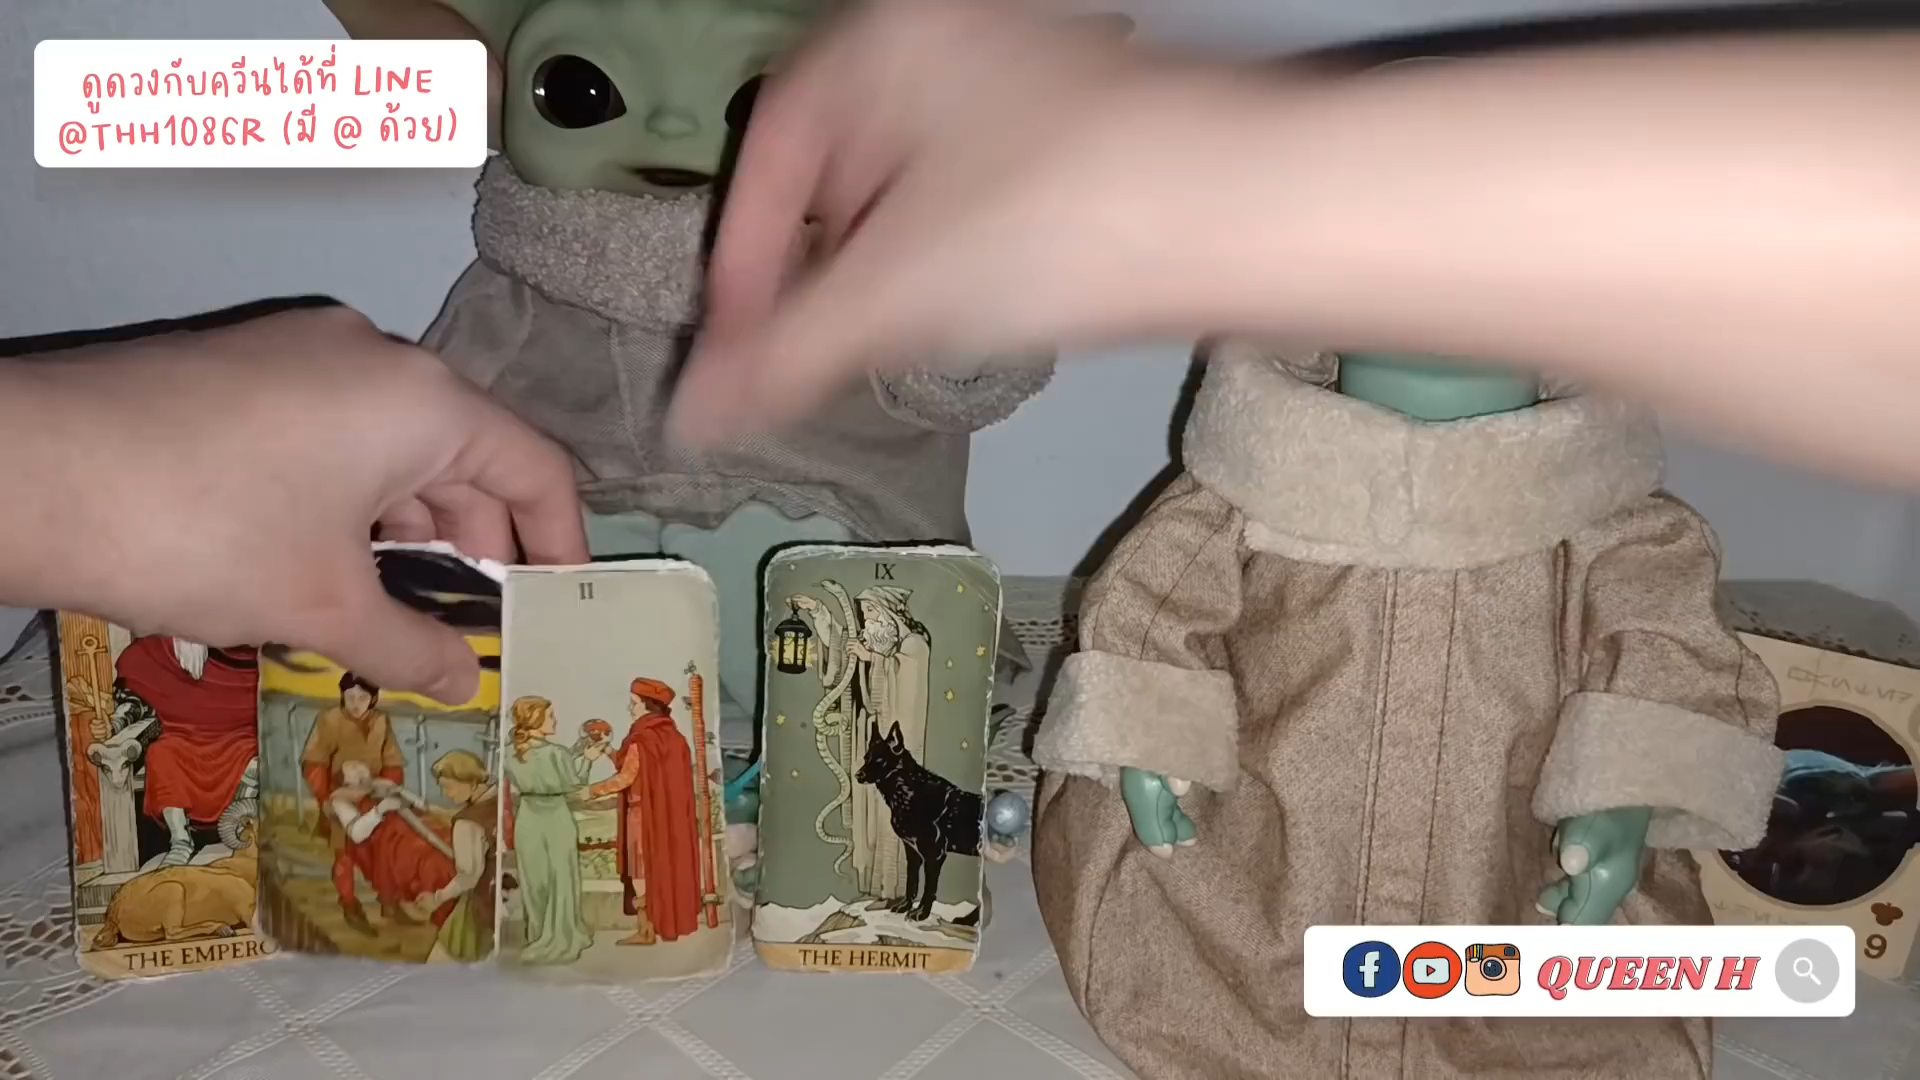 ดูดวงกับควีนได้ที่ LINE
@THH1086R (มี @ ด้วย)
II
IX
THE EMPERO
THE HERMIT
9
QUEEN H